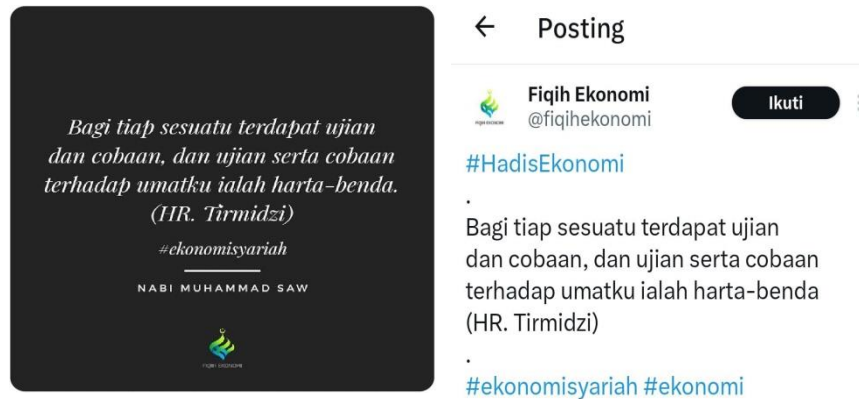 Bagi tiap sesuatu terdapat ujian
dan cobaan, dan ujian serta cobaan
terhadap umatku ialah harta-benda.
(HR. Tirmidzi)
#ekonomisyariah
NABI MUHAMMAD SAW
FIQIH EKONOMI
← Posting
FIQIH EKONOMI
Fiqih Ekonomi
@fiqihekonomi
Ikuti
#HadisEkonomi
.
Bagi tiap sesuatu terdapat ujian
dan cobaan, dan ujian serta cobaan
terhadap umatku ialah harta-benda
(HR. Tirmidzi)
.
#ekonomisyariah #ekonomi